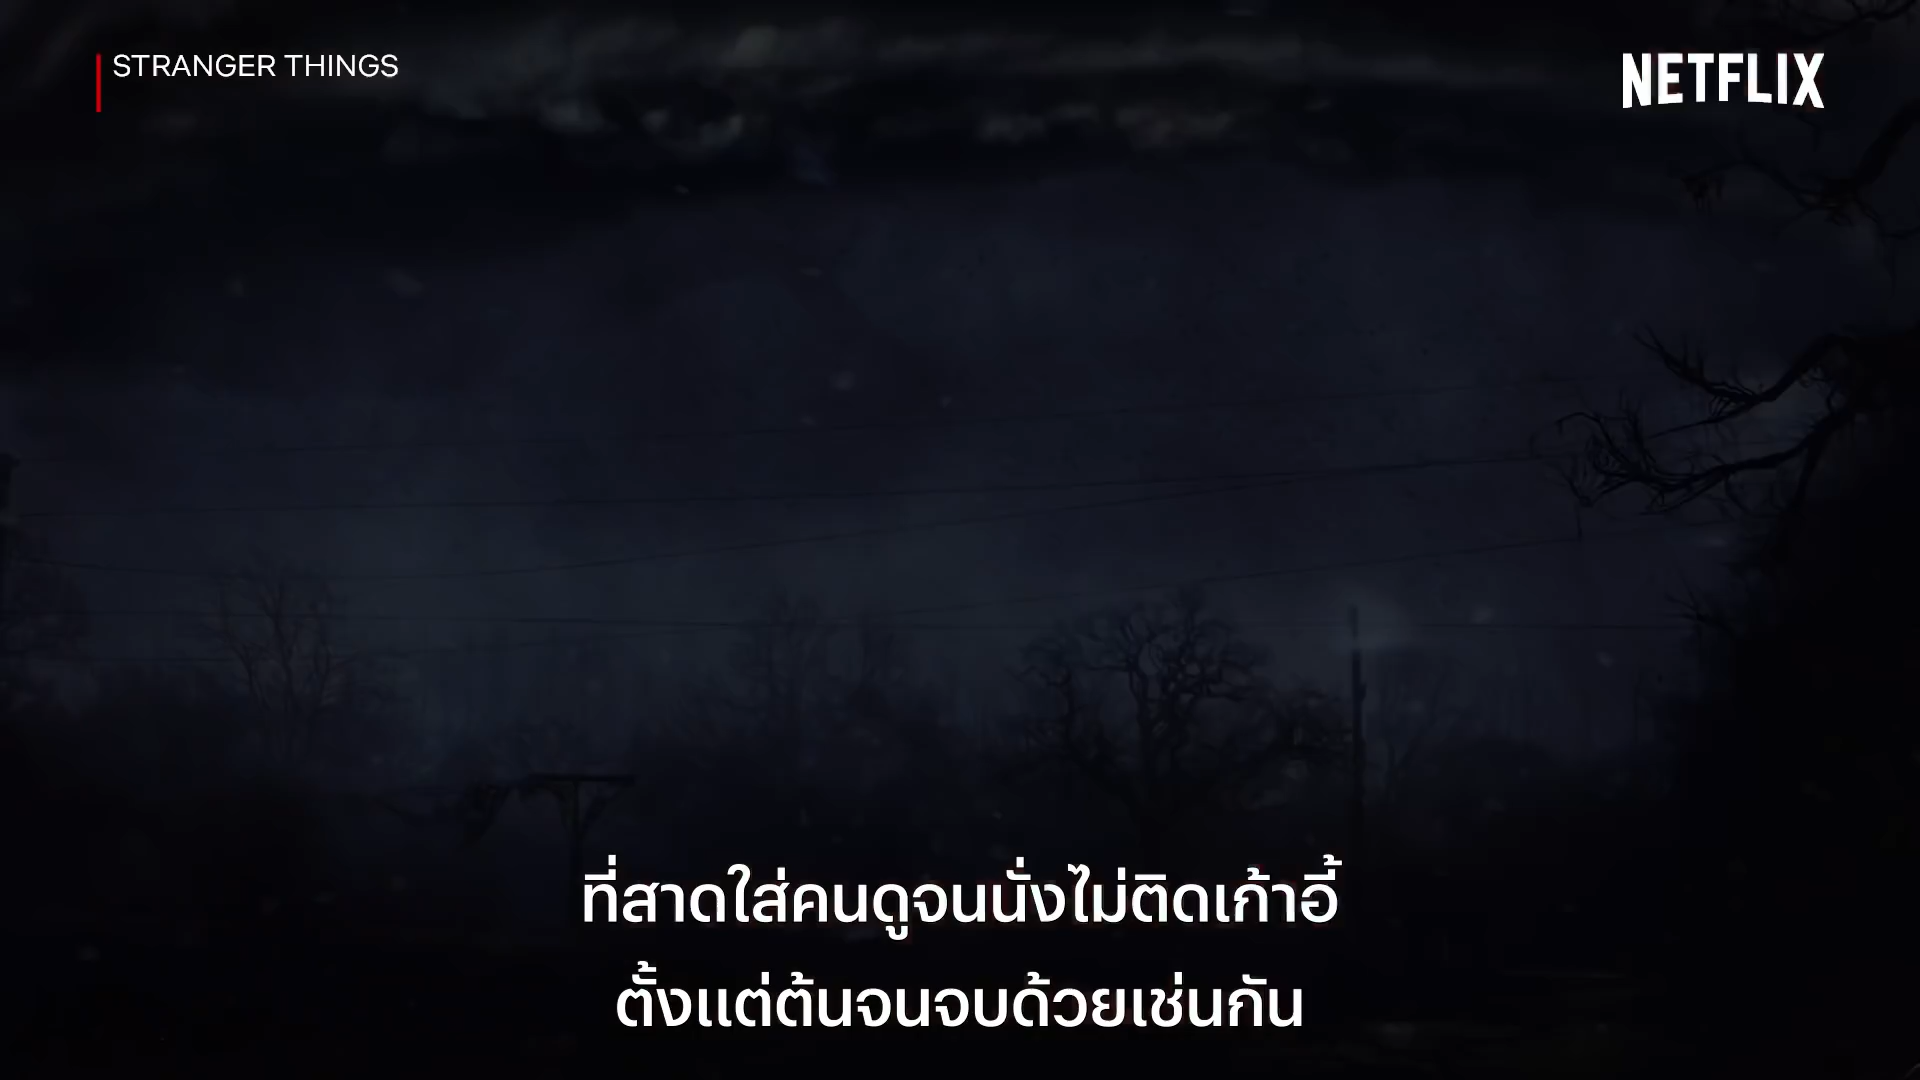 STRANGER THINGS
NETFLIX
ที่สาดใส่คนดูจนนั่งไม่ติดเก้าอี้
ตั้งแต่ต้นจนจบด้วยเช่นกัน